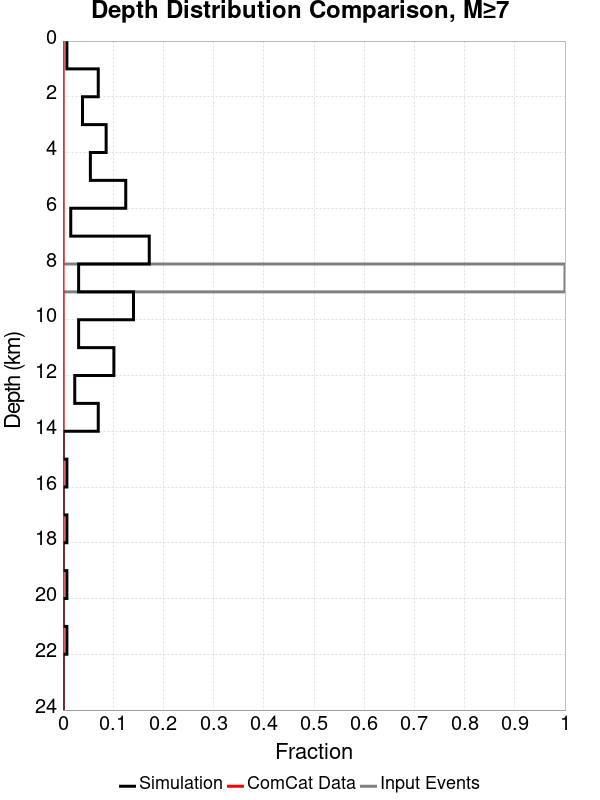 Depth Distribution Comparison, M≥7
0
2
4
6
8
10
12
14
16
18
20
22
24
Depth (km)
0 0.1 0.2 0.3 0.4 0.5 0.6 0.7 0.8 0.9 1
Fraction
Simulation ComCat Data Input Events